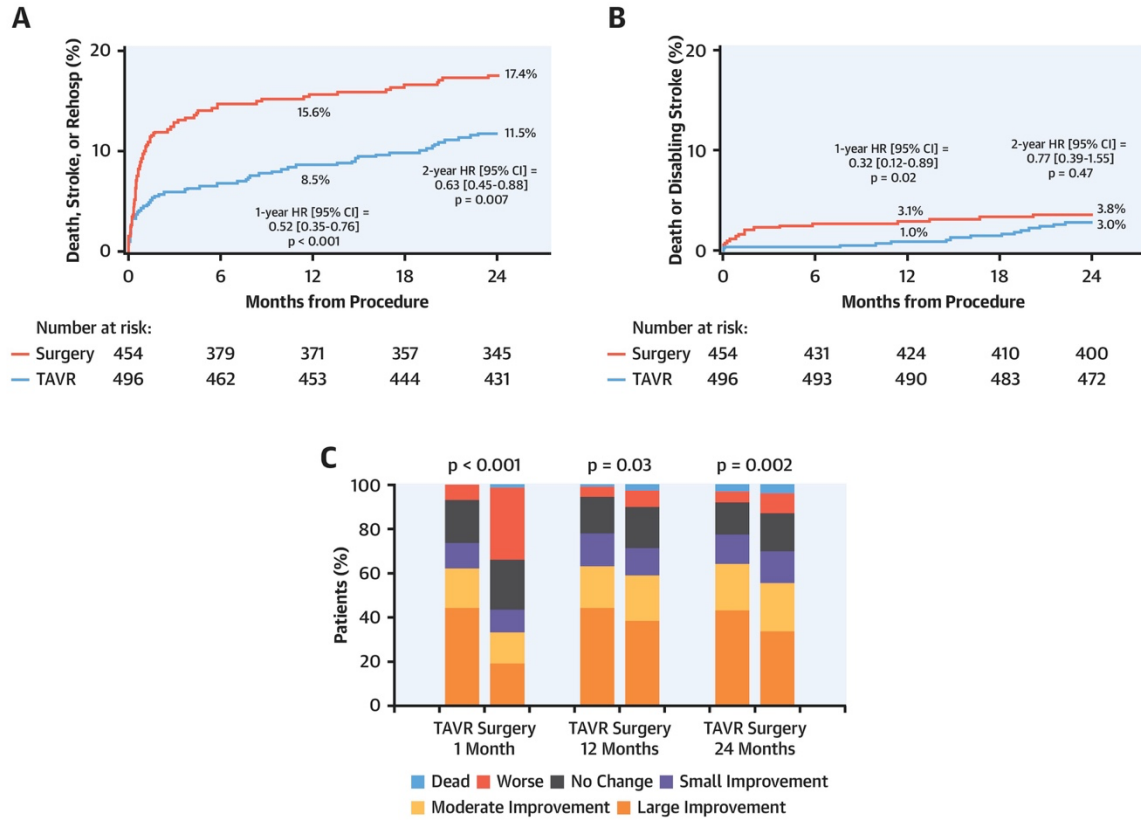 A
Death, Stroke, or Rehosp (%)
20
10
0
17.4%
15.6%
11.5%
8.5%
2-year HR [95% CI] =
0.63 [0.45-0.88]
p = 0.007
1-year HR [95% CI] =
0.52 [0.35-0.76]
p < 0.001
0 6 12 18 24
Months from Procedure
Number at risk:
Surgery 454 379 371 357 345
TAVR 496 462 453 444 431
B
Death or Disabling Stroke (%)
20
10
0
1-year HR [95% CI] =
0.32 [0.12-0.89]
p = 0.02
2-year HR [95% CI] =
0.77 [0.39-1.55]
p = 0.47
3.1%
1.0%
3.8%
3.0%
0 6 12 18 24
Months from Procedure
Number at risk:
Surgery 454 431 424 410 400
TAVR 496 493 490 483 472
C
p < 0.001 p = 0.03 p = 0.002
Patients (%)
100
80
60
40
20
0
TAVR Surgery TAVR Surgery TAVR Surgery
1 Month 12 Months 24 Months
Dead Worse No Change Small Improvement
Moderate Improvement Large Improvement